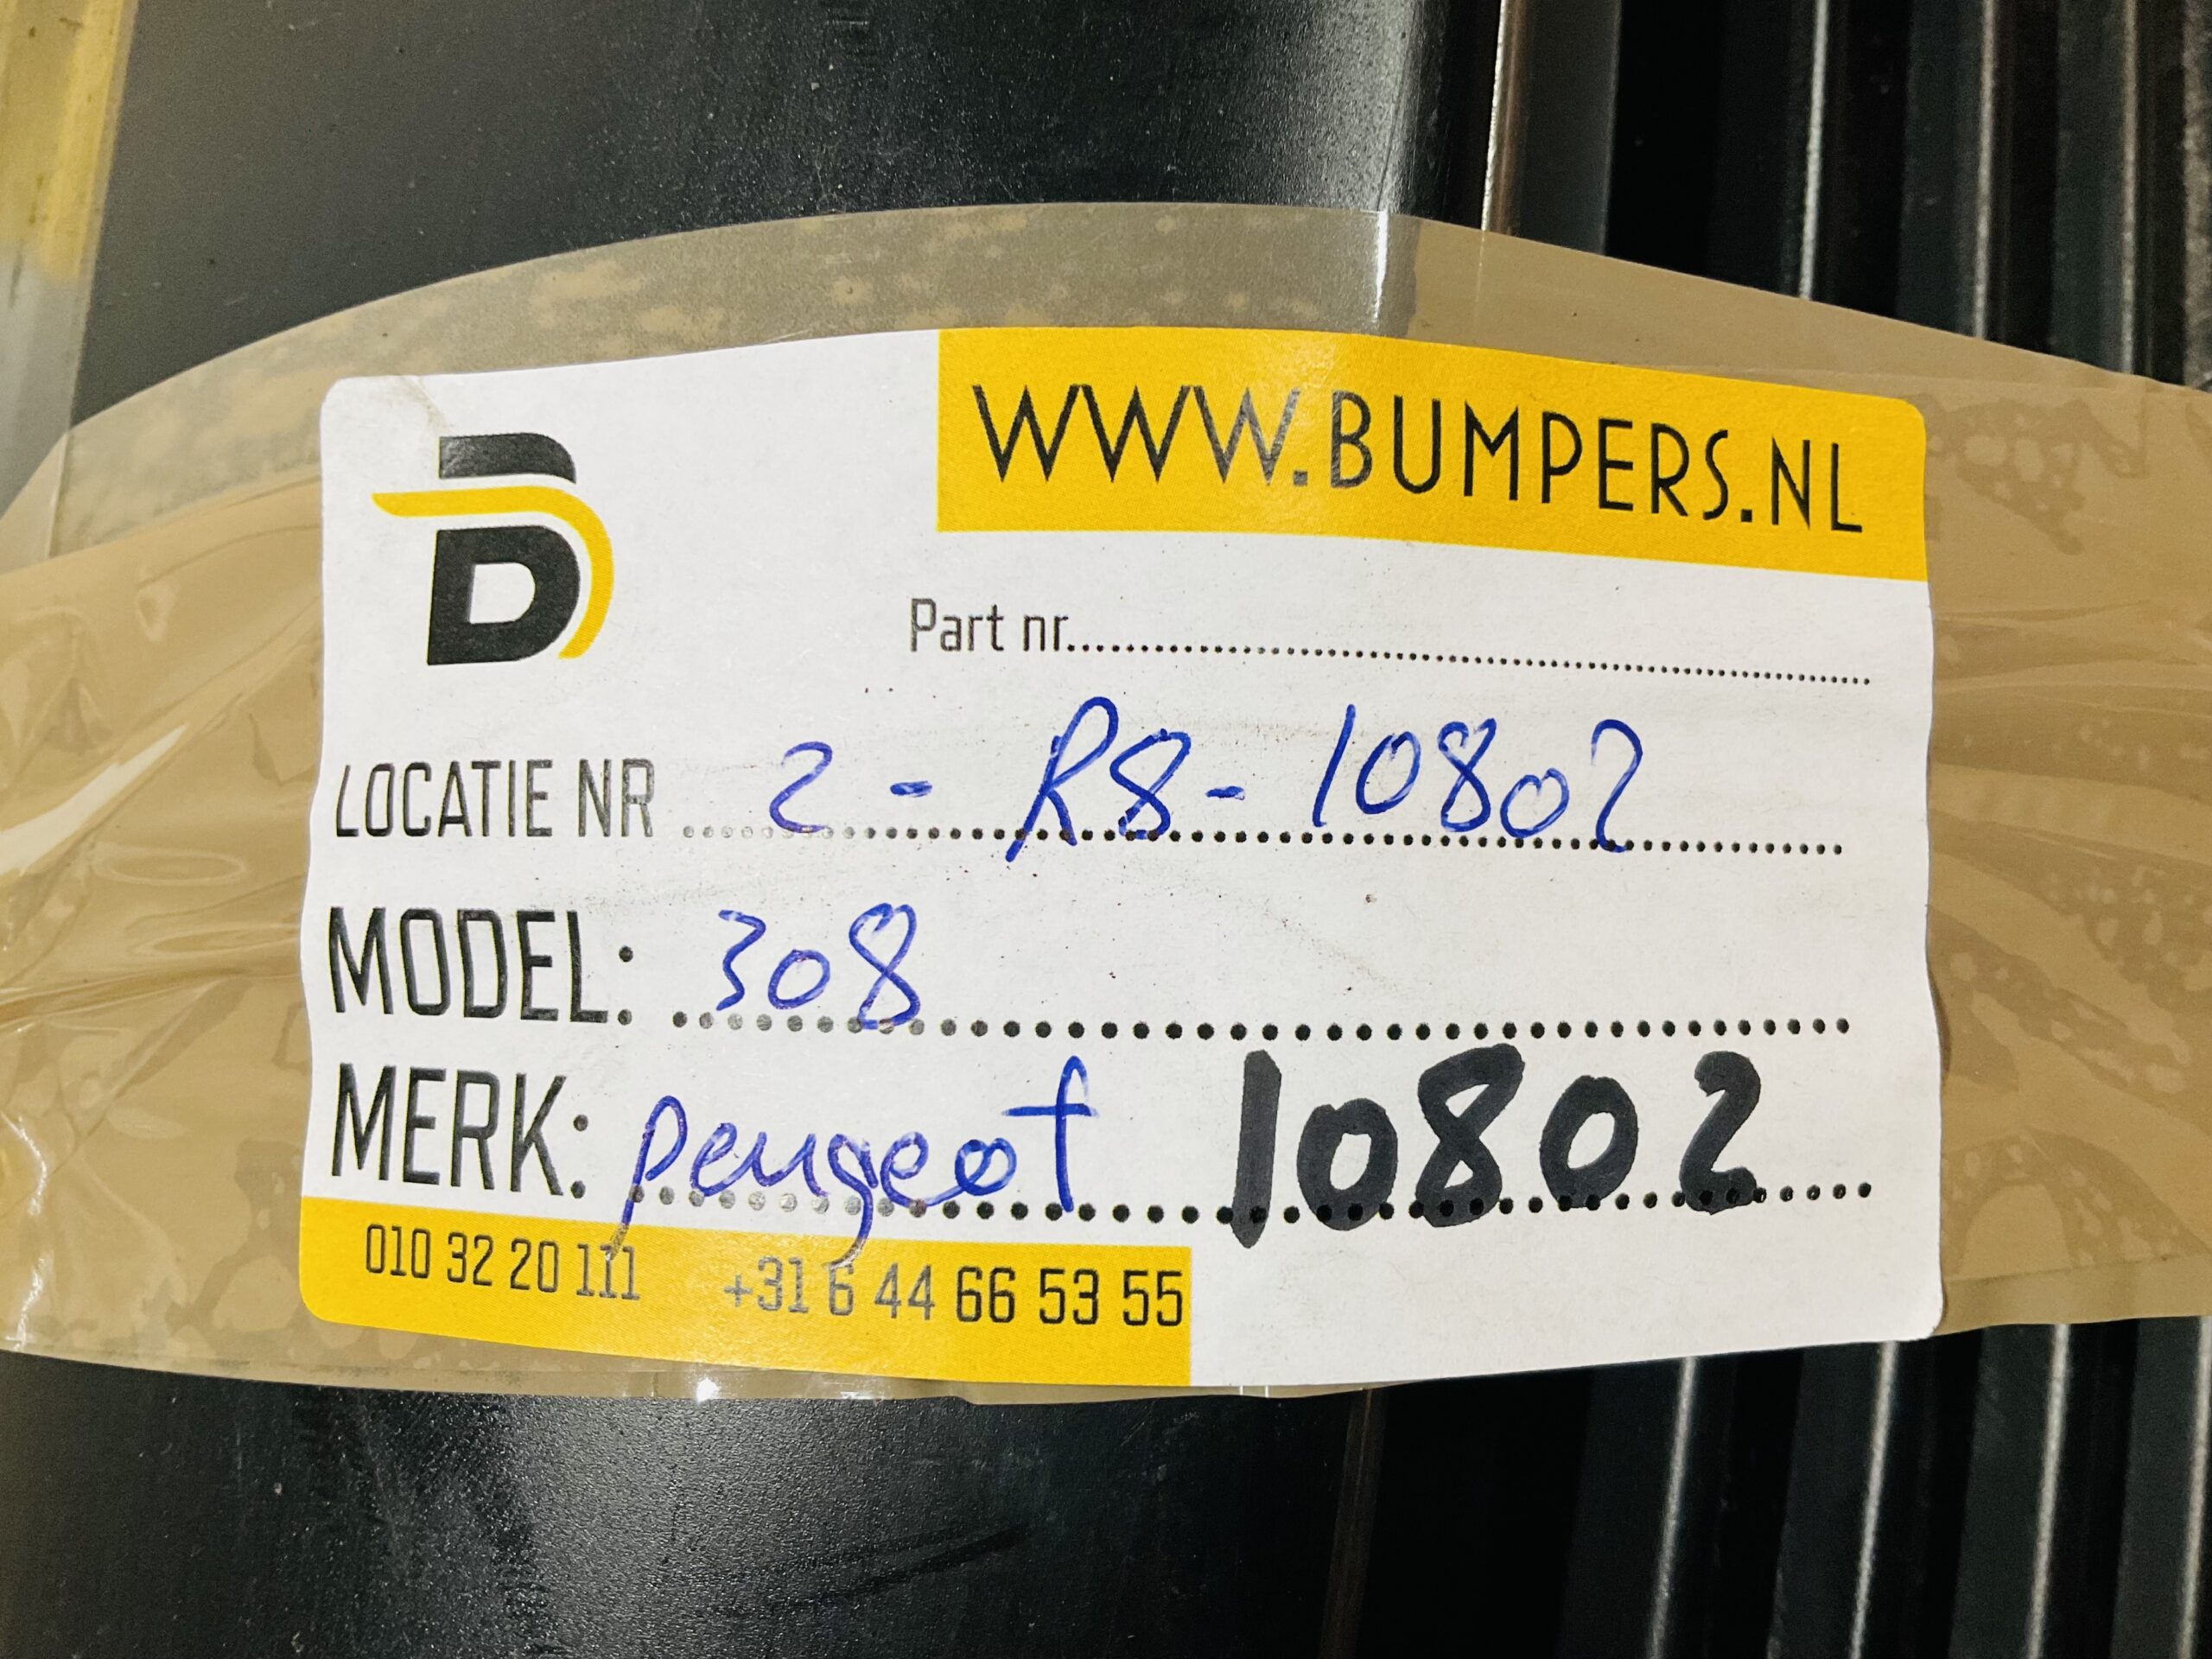 B
WWW.BUMPERS.NL
Part nr.........................................................
LOCATIE NR 2 - R8 - 10802
MODEL: 308
MERK: peugeot 10802
010 32 20 111 +31 6 44 66 53 55